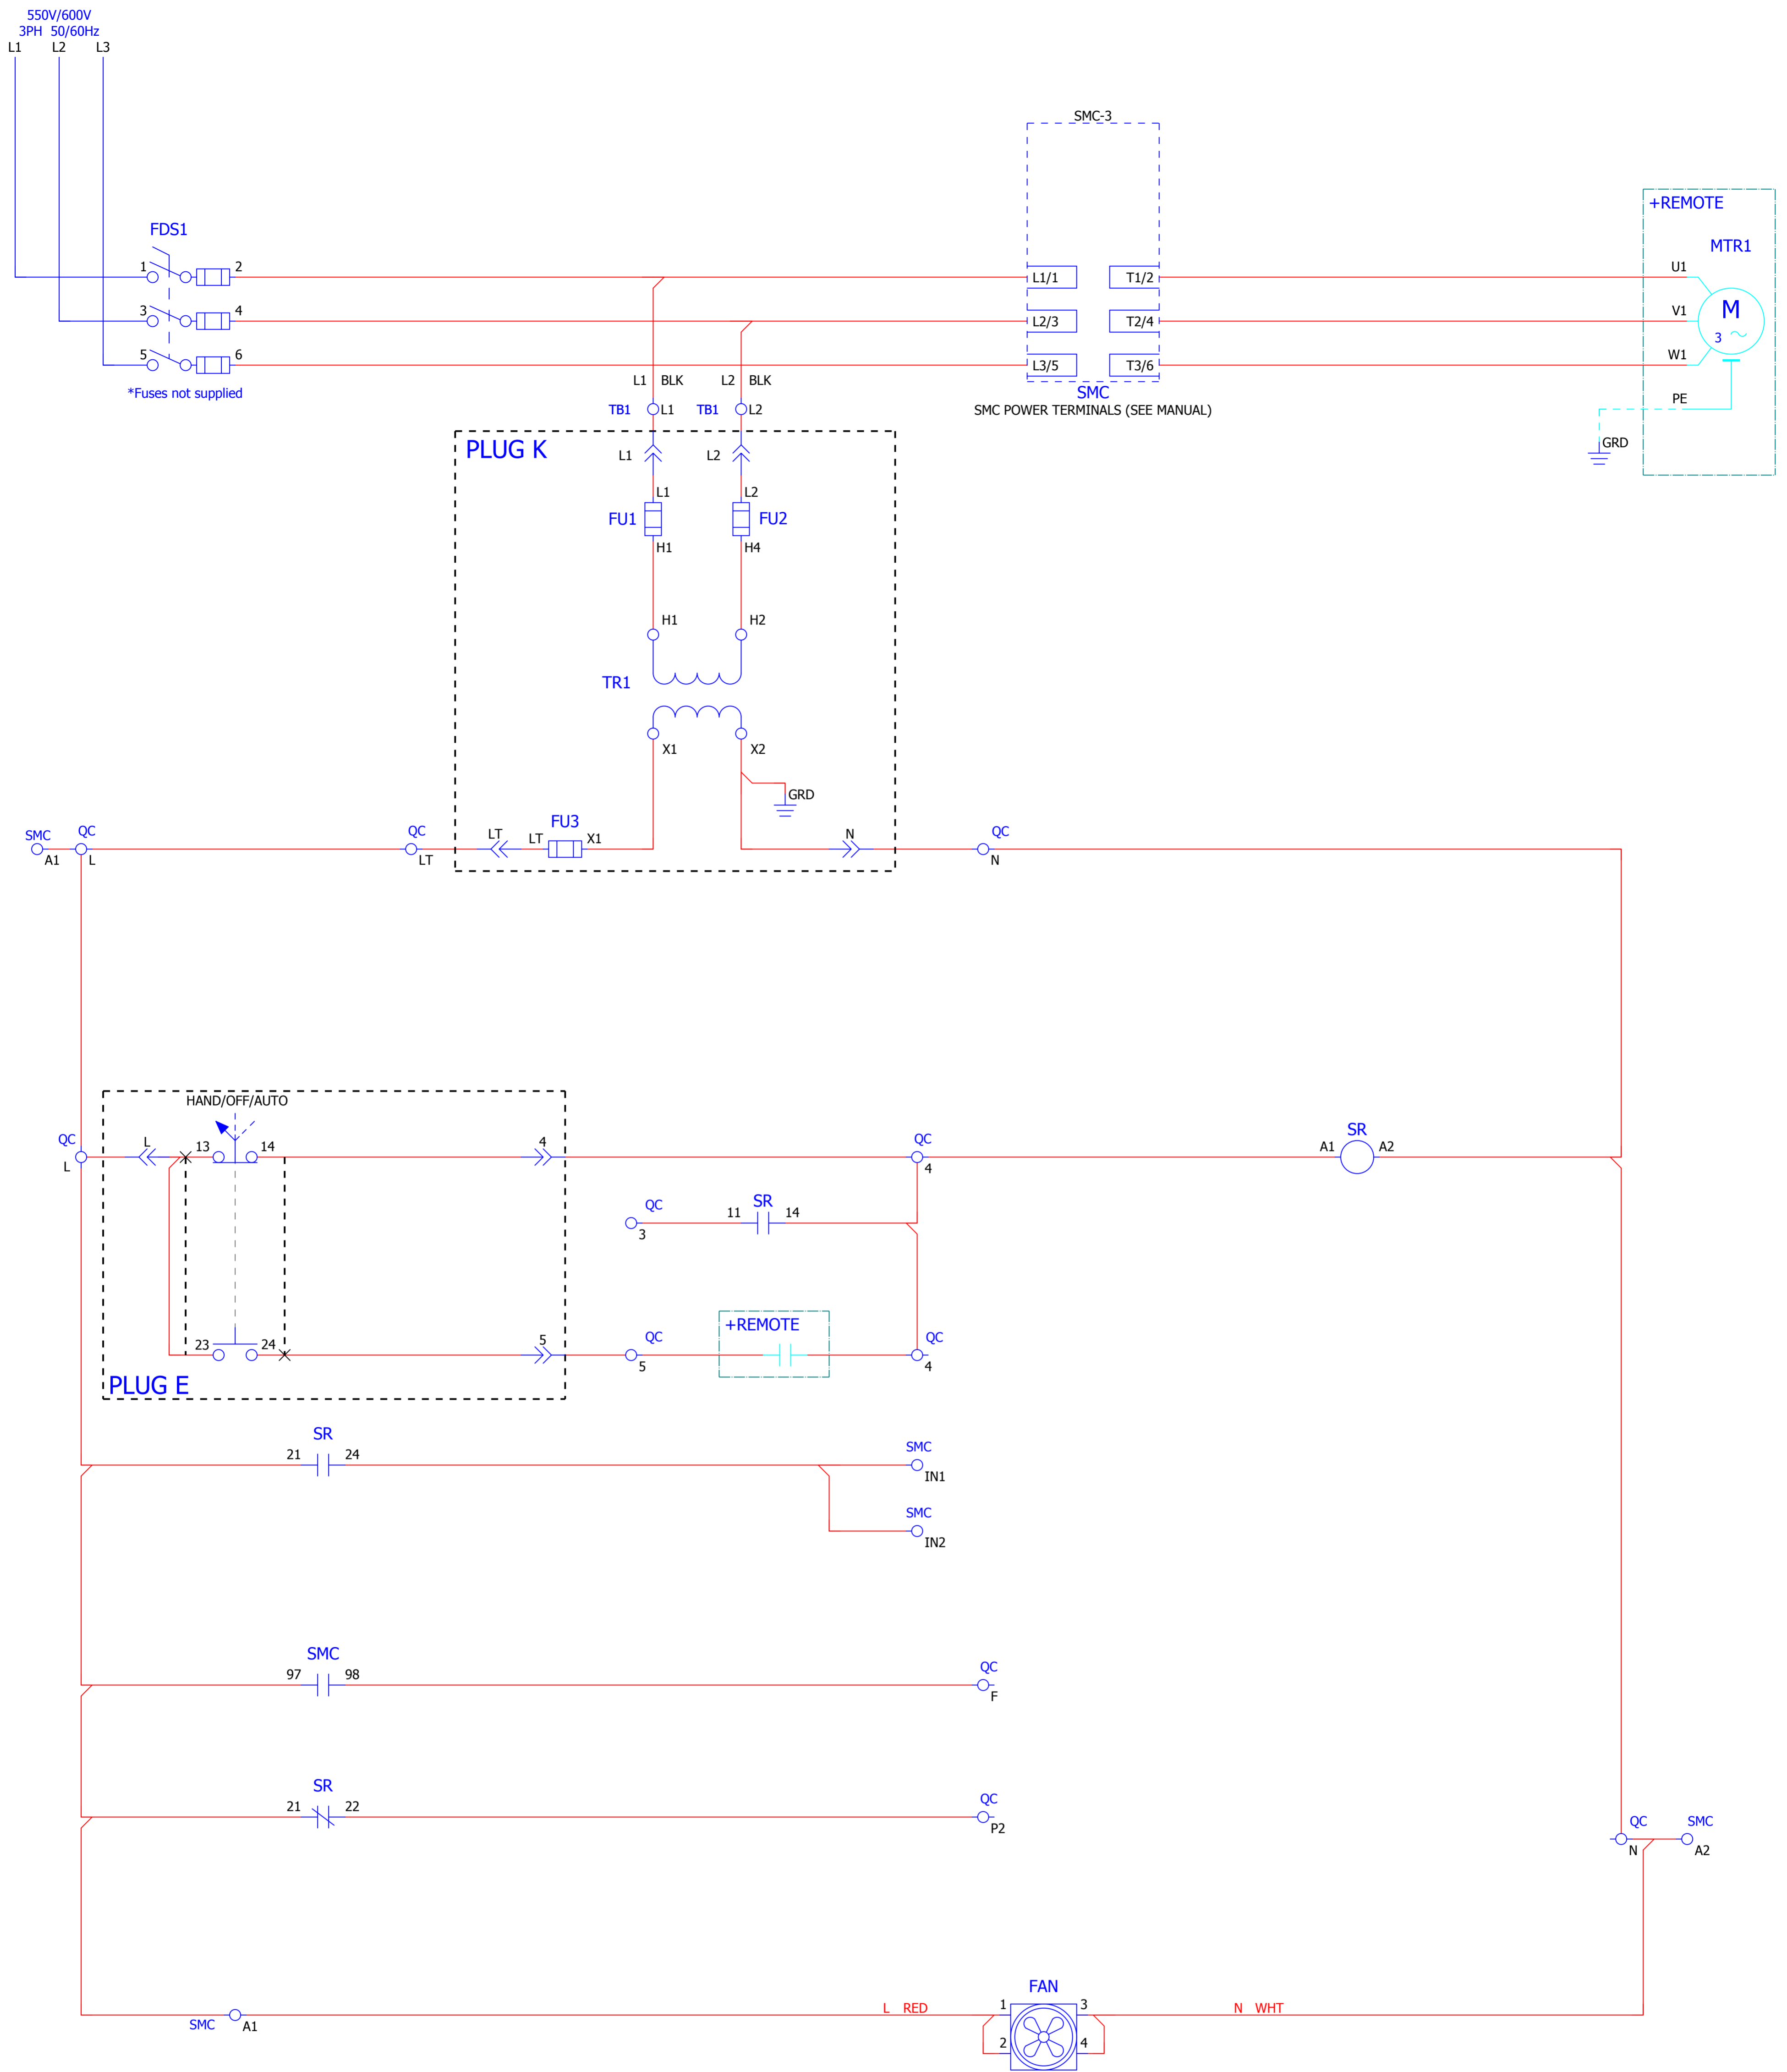 550V/600V
3PH 50/60Hz
L1 L2 L3
SMC-3
+REMOTE
FDS1
MTR1
1 2 L1/1 T1/2 U1
3 4 L2/3 T2/4 V1 M
3
5 6 L3/5 T3/6 W1
*Fuses not supplied
L1 BLK L2 BLK
SMC
PE
TB1 L1 TB1 L2
SMC POWER TERMINALS (SEE MANUAL)
PLUG K
L1 L2
GRD
L1 L2
FU1 FU2
H1 H4
H1 H2
TR1
X1 X2
GRD
FU3
SMC QC QC LT LT X1 N QC
A1 L LT N
HAND/OFF/AUTO
QC L 13 14 4 QC SR
A1 A2
L 4
QC SR
11 14
3
+REMOTE
23 24 5 QC QC
5 4
PLUG E
SR SMC
21 24
IN1
SMC
IN2
SMC QC
97 98
F
SR QC
21 22
P2
QC SMC
N A2
FAN
L RED 1 3 N WHT
SMC A1
2 4